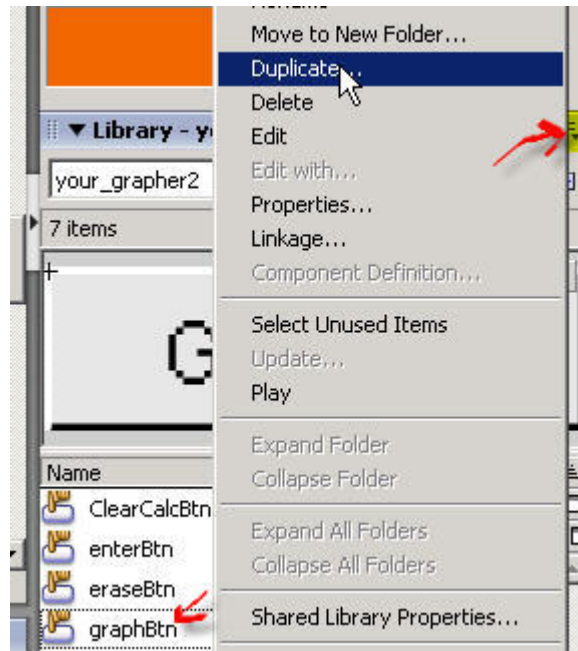 Move to New Folder...
Duplicate...
Delete
Edit
Edit with...
Properties...
Linkage...
Component Definition...
Select Unused Items
Update...
Play
Expand Folder
Collapse Folder
Expand All Folders
Collapse All Folders
Shared Library Properties...
Library - y
your_grapher2
7 items
G
Name
ClearCalcBtn
enterBtn
eraseBtn
graphBtn